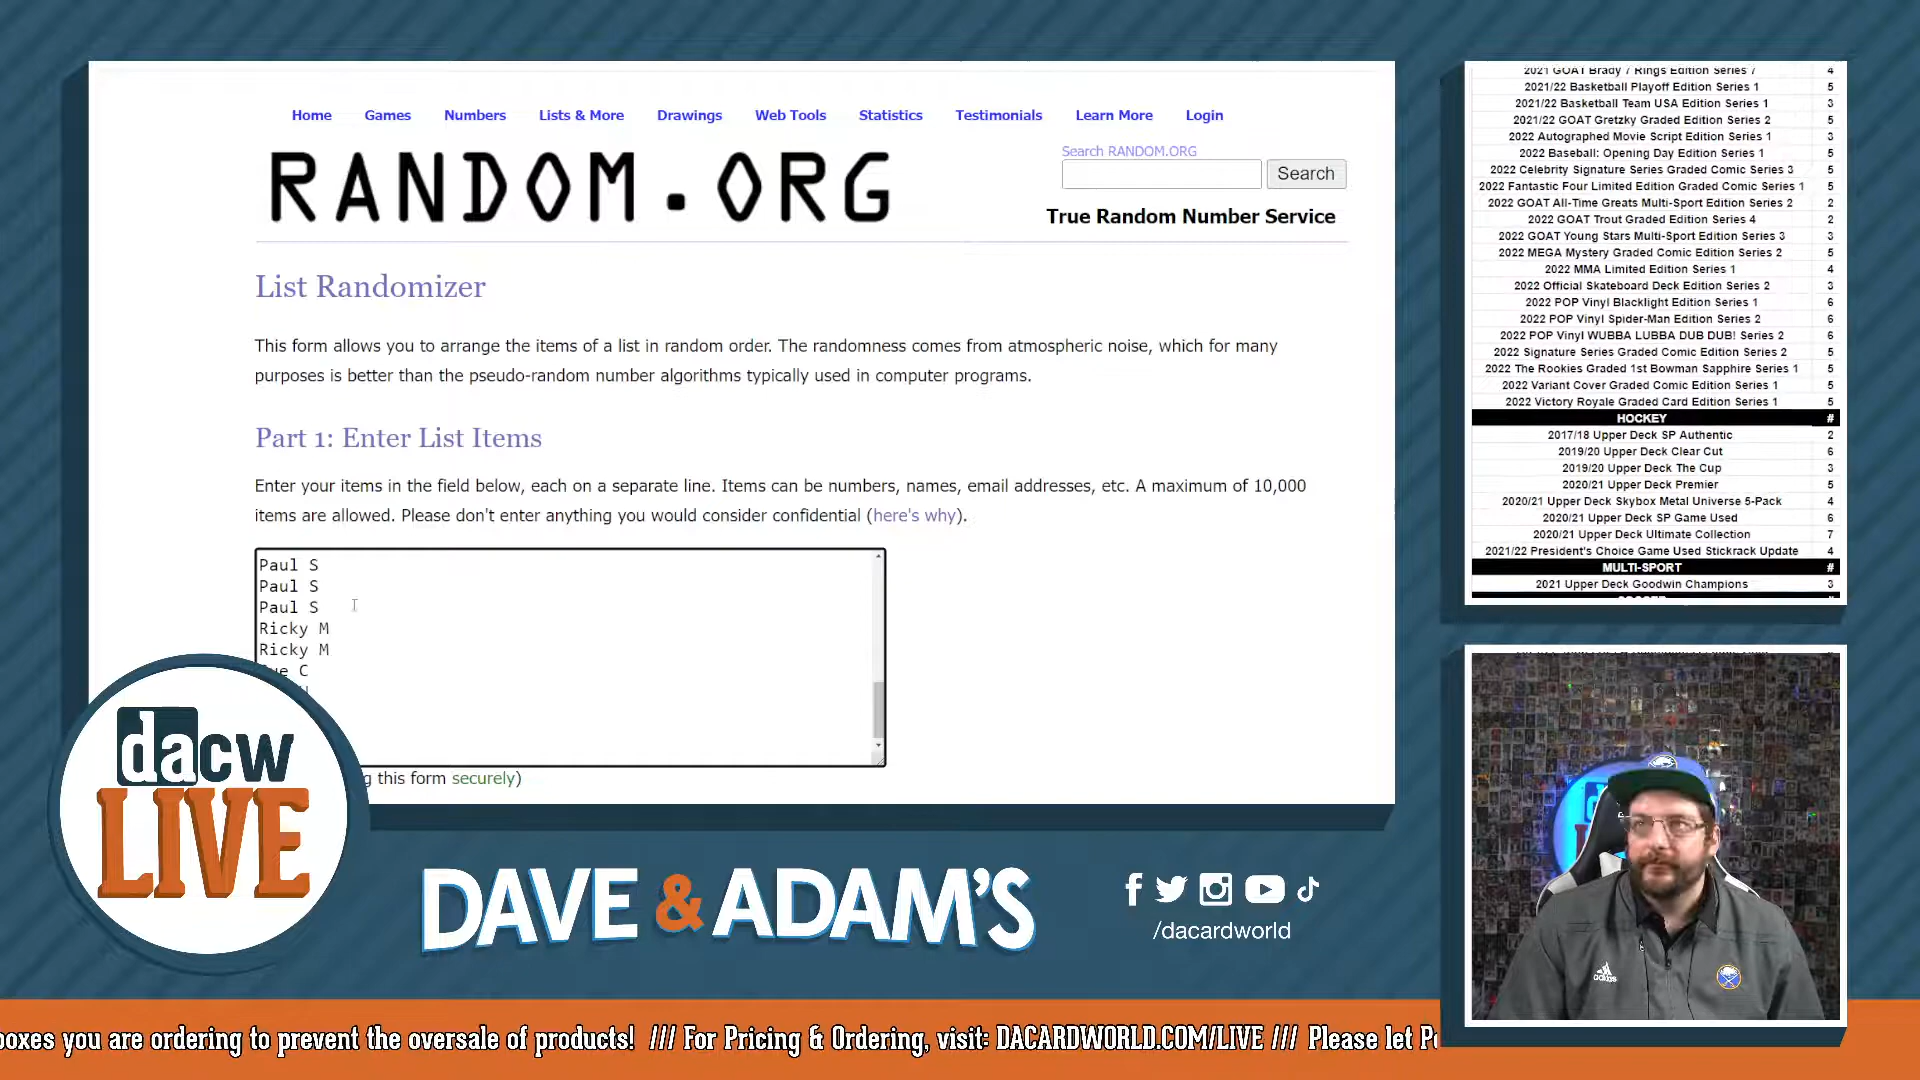 Home Games Numbers Lists & More Drawings Web Tools Statistics Testimonials Learn More Login
RANDOM.ORG
Search RANDOM.ORG
Search
True Random Number Service
List Randomizer
This form allows you to arrange the items of a list in random order. The randomness comes from atmospheric noise, which for many
purposes is better than the pseudo-random number algorithms typically used in computer programs.
Part 1: Enter List Items
Enter your items in the field below, each on a separate line. Items can be numbers, names, email addresses, etc. A maximum of 10,000
items are allowed. Please don't enter anything you would consider confidential (here's why).
Paul S
Paul S
Paul S
Ricky M
Ricky M
C
this form securely)
2021 GOAT Brady 7 Rings Edition Series 7 4
2021/22 Basketball Playoff Edition Series 1 5
2021/22 Basketball Team USA Edition Series 1 3
2021/22 GOAT Gretzky Graded Edition Series 2 5
2022 Autographed Movie Script Edition Series 1 3
2022 Baseball: Opening Day Edition Series 1 5
2022 Celebrity Signature Series Graded Comic Series 3 5
2022 Fantastic Four Limited Edition Graded Comic Series 1 5
2022 GOAT All-Time Greats Multi-Sport Edition Series 2 2
2022 GOAT Trout Graded Edition Series 4 2
2022 GOAT Young Stars Multi-Sport Edition Series 3 3
2022 MEGA Mystery Graded Comic Edition Series 2 5
2022 MMA Limited Edition Series 1 4
2022 Official Skateboard Deck Edition Series 2 3
2022 POP Vinyl Blacklight Edition Series 1 6
2022 POP Vinyl Spider-Man Edition Series 2 6
2022 POP Vinyl WUBBA LUBBA DUB DUB! Series 2 6
2022 Signature Series Graded Comic Edition Series 2 5
2022 The Rookies Graded 1st Bowman Sapphire Series 1 5
2022 Variant Cover Graded Comic Edition Series 1 5
2022 Victory Royale Graded Card Edition Series 1 5
HOCKEY #
2017/18 Upper Deck SP Authentic 2
2019/20 Upper Deck Clear Cut 6
2019/20 Upper Deck The Cup 3
2020/21 Upper Deck Premier 5
2020/21 Upper Deck Skybox Metal Universe 5-Pack 4
2020/21 Upper Deck SP Game Used 6
2020/21 Upper Deck Ultimate Collection 7
2021/22 President's Choice Game Used Stickrack Update 4
MULTI-SPORT #
2021 Upper Deck Goodwin Champions 3
dacw
LIVE
DAVE & ADAM'S
/dacardworld
adidas
boxes you are ordering to prevent the oversale of products! /// For Pricing & Ordering, visit: DACARDWORLD.COM/LIVE /// Please let